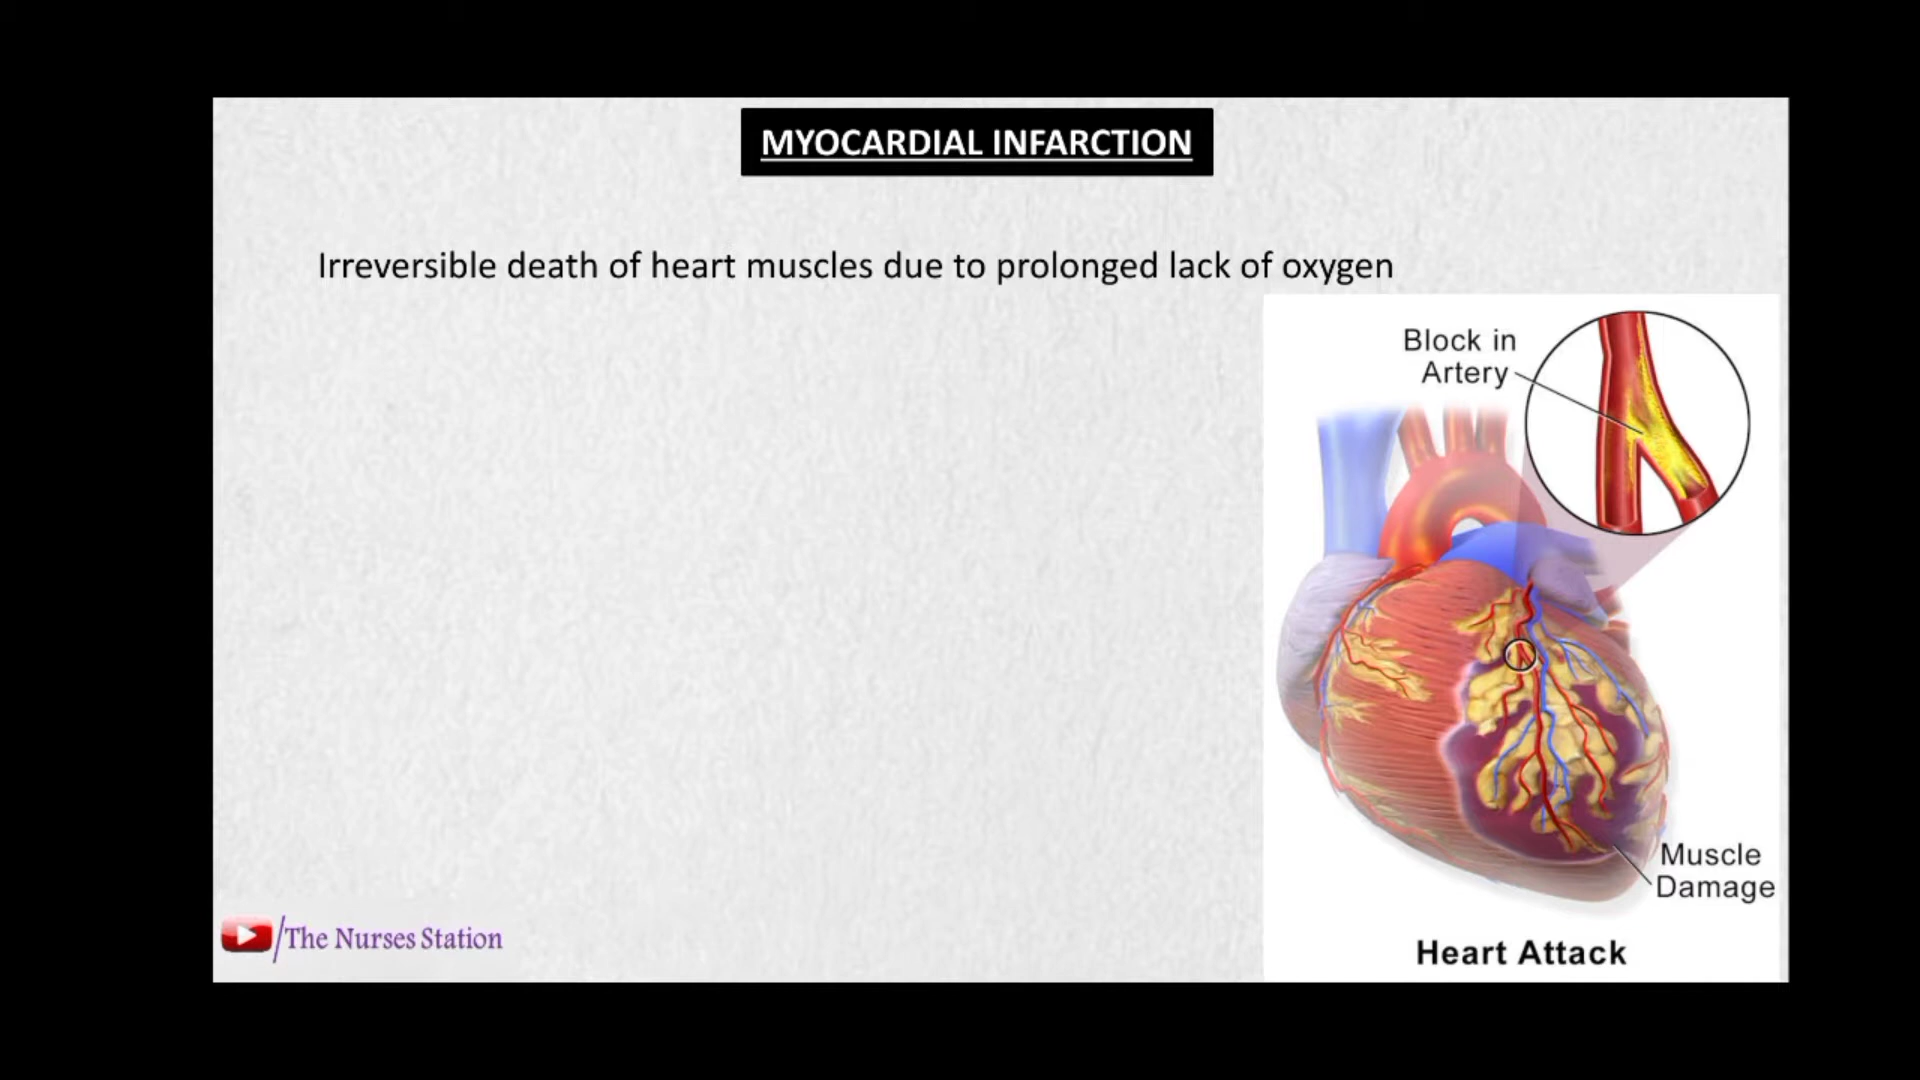 MYOCARDIAL INFARCTION
Irreversible death of heart muscles due to prolonged lack of oxygen
Block in
Artery
Muscle
Damage
Heart Attack
/The Nurses Station